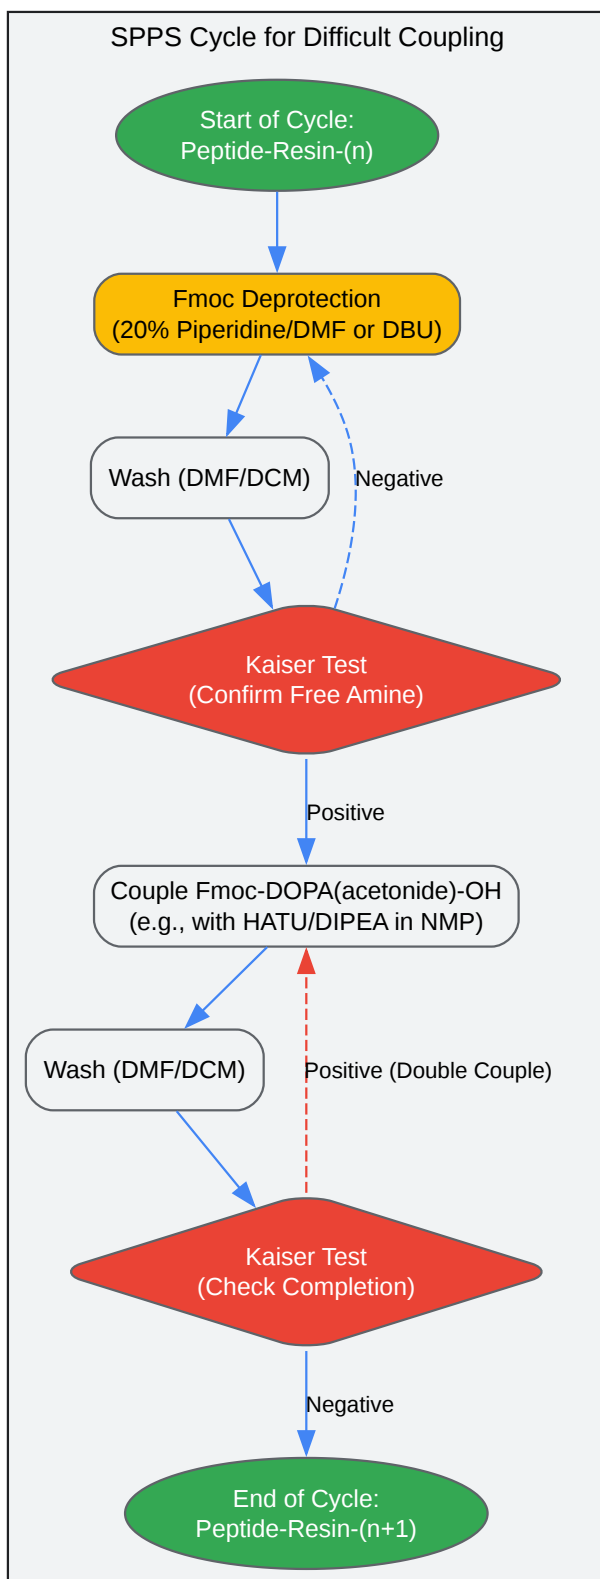 SPPS Cycle for Difficult Coupling
Start of Cycle:
Peptide-Resin-(n)
Fmoc Deprotection
(20% Piperidine/DMF or DBU)
Wash (DMF/DCM)
Negative
Kaiser Test
(Confirm Free Amine)
Positive
Couple Fmoc-DOPA(acetonide)-OH
(e.g., with HATU/DIPEA in NMP)
Wash (DMF/DCM)
Positive (Double Couple)
Kaiser Test
(Check Completion)
Negative
End of Cycle:
Peptide-Resin-(n+1)